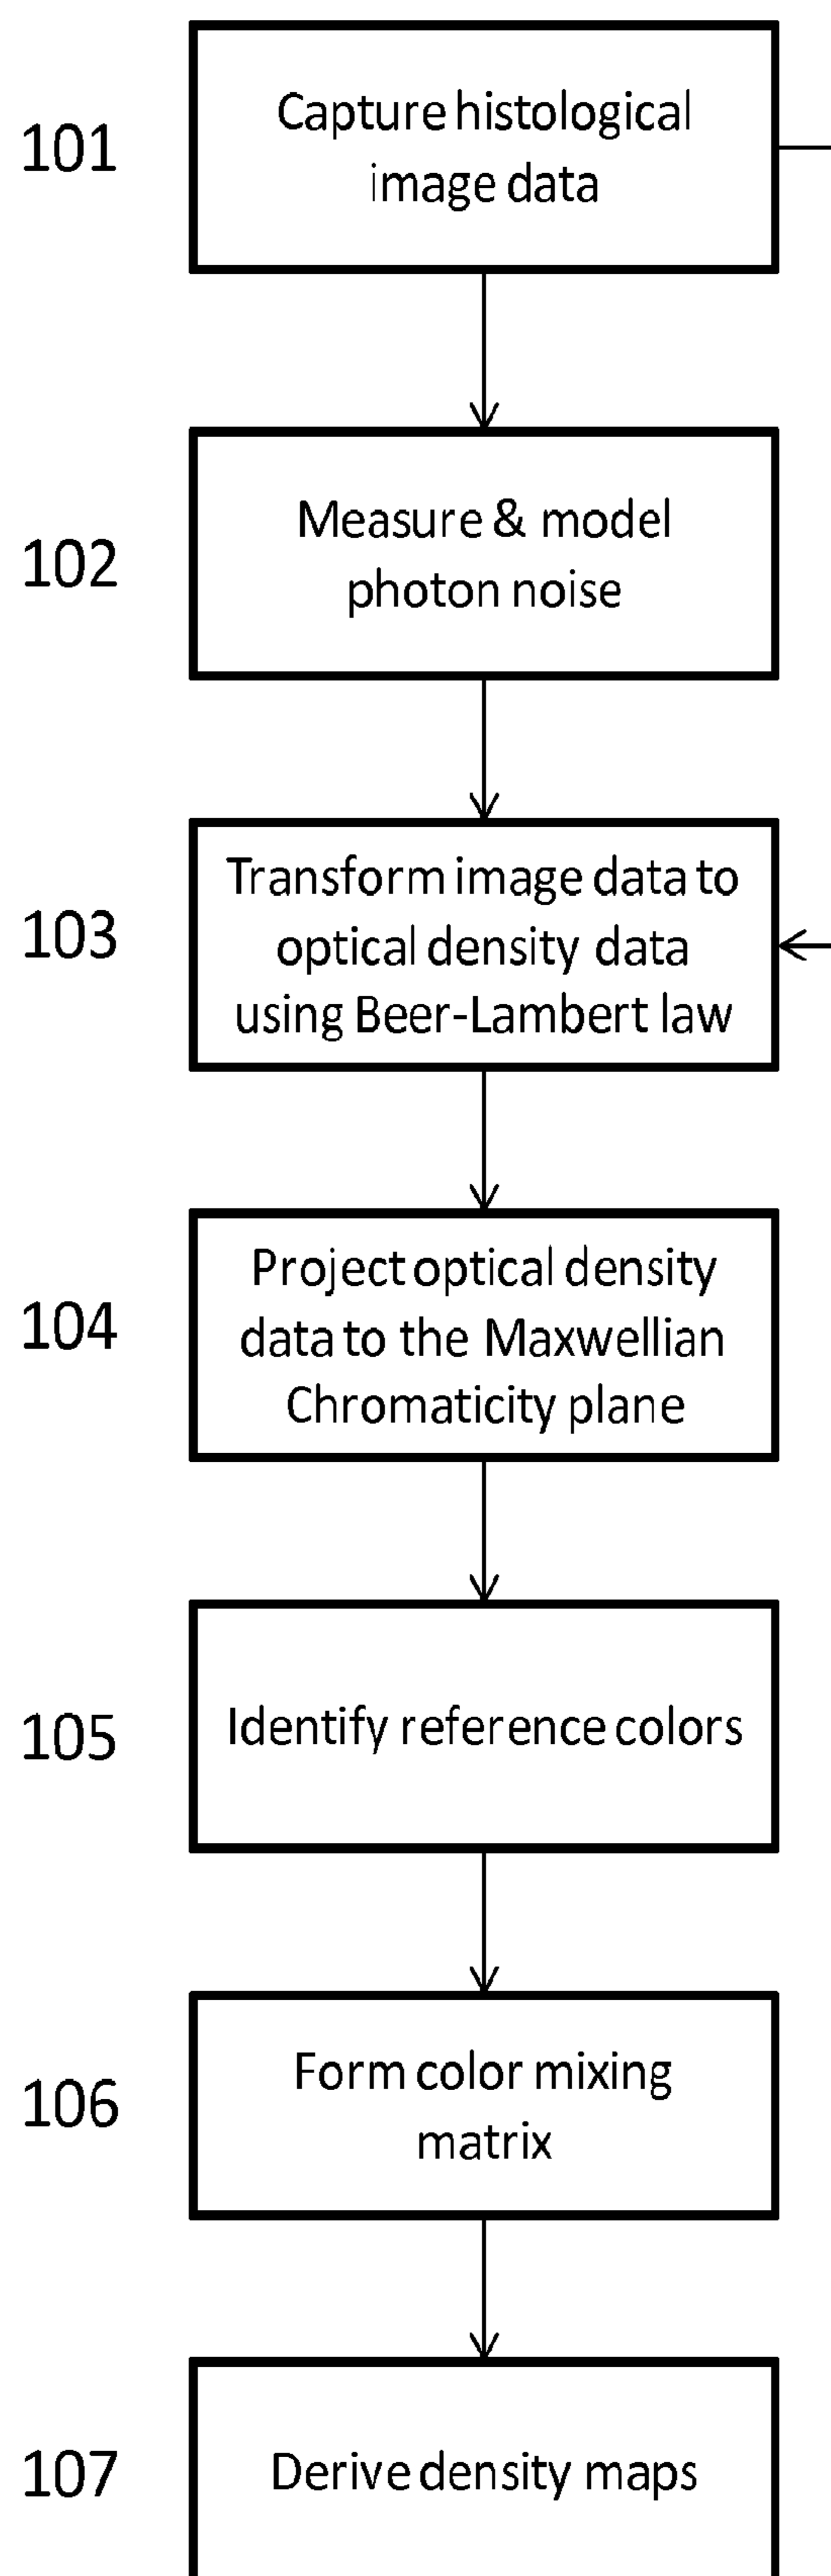 101
Capture histological
image data
102
Measure & model
photon noise
103
Transform image data to
optical density data
using Beer-Lambert law
104
Project optical density
data to the Maxwellian
Chromaticity plane
105
Identify reference colors
106
Form color mixing
matrix
107
Derive density maps